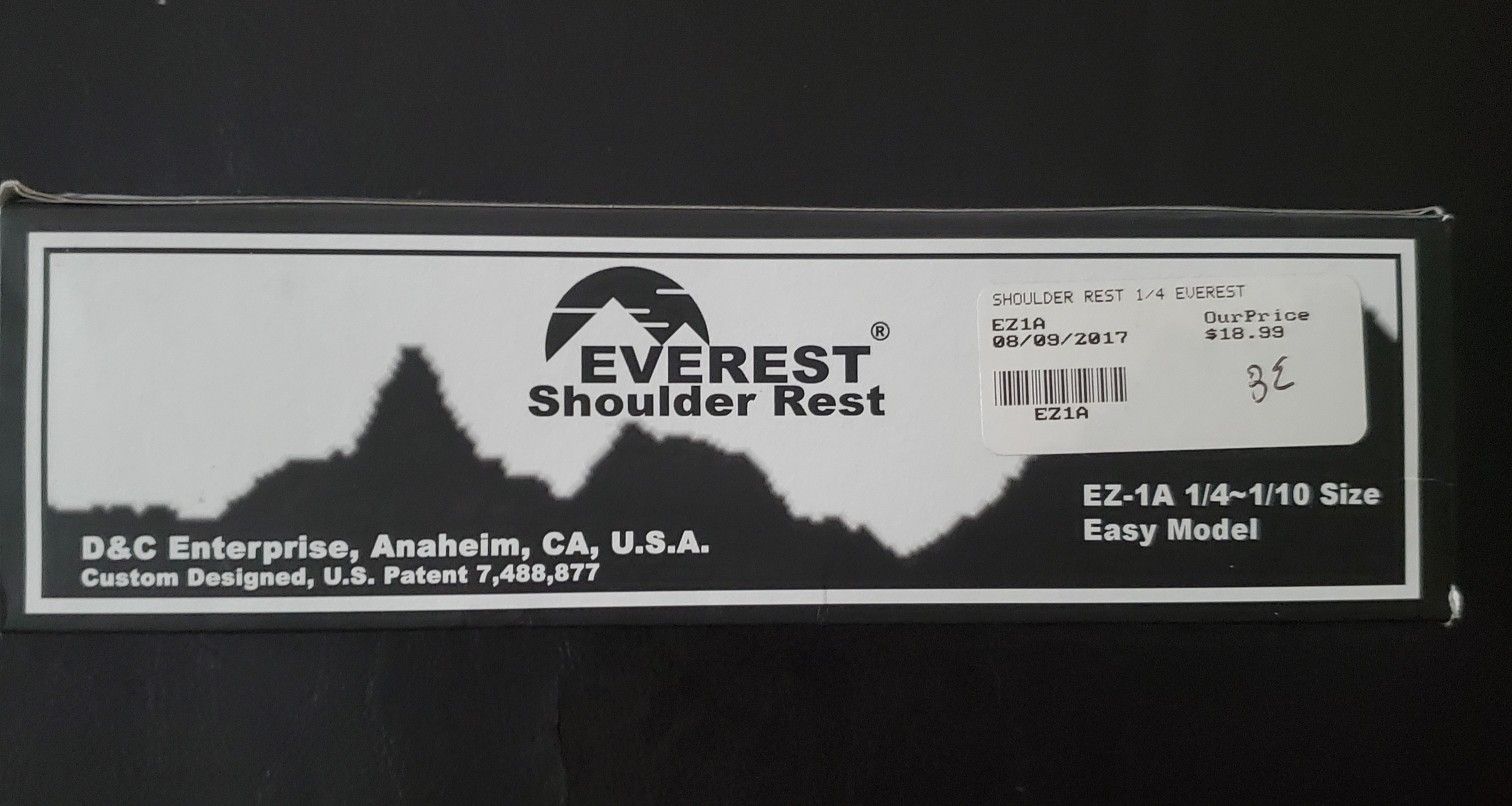 EVEREST®
Shoulder Rest
SHOULDER REST 1/4 EVEREST
EZ1A
08/09/2017
OurPrice
$18.99
EZ1A
D&C Enterprise, Anaheim, CA, U.S.A.
Custom Designed, U.S. Patent 7,488,877
EZ-1A 1/4~1/10 Size
Easy Model